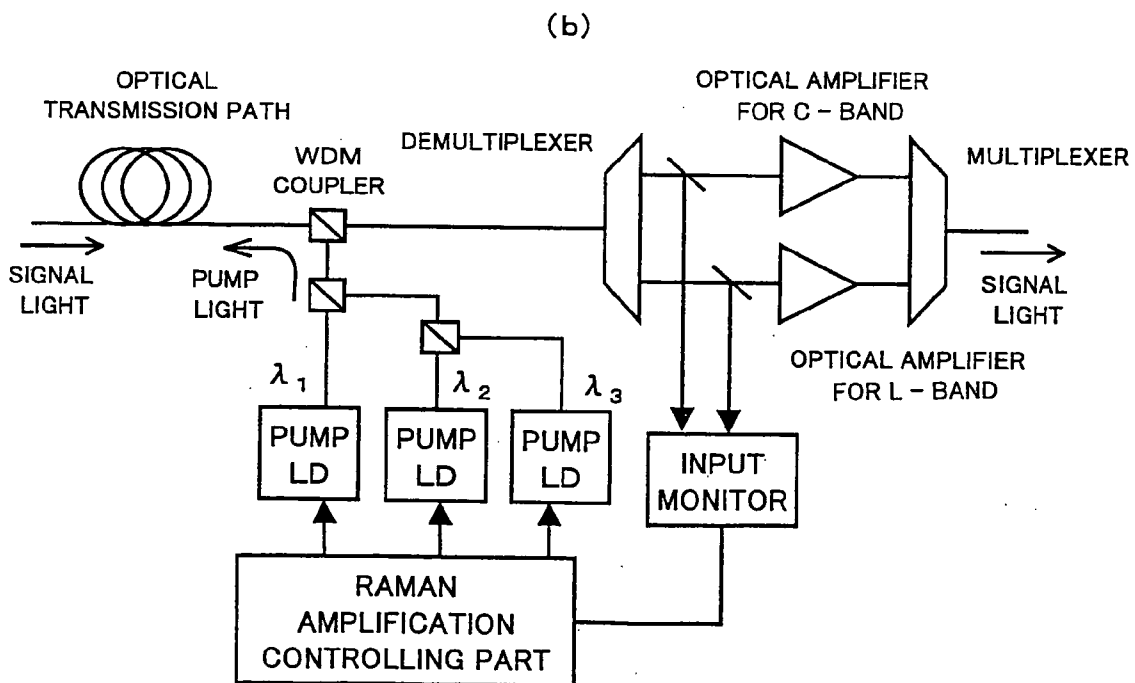 (b)
OPTICAL
TRANSMISSION PATH
OPTICAL AMPLIFIER
FOR C - BAND
DEMULTIPLEXER
WDM
COUPLER
MULTIPLEXER
SIGNAL
LIGHT
PUMP
LIGHT
SIGNAL
LIGHT
OPTICAL AMPLIFIER
FOR L - BAND
λ1
λ2
λ3
PUMP
LD
PUMP
LD
PUMP
LD
INPUT
MONITOR
RAMAN
AMPLIFICATION
CONTROLLING PART